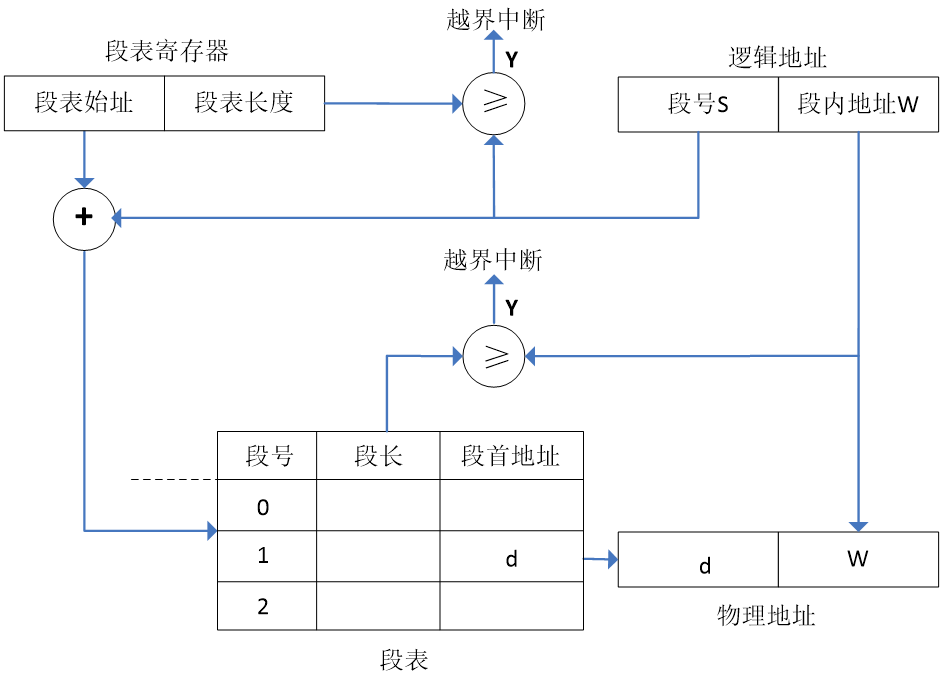 越界中断
段表寄存器
Y
逻辑地址
段表始址 段表长度
≥
段号S 段内地址W
+
越界中断
Y
≥
段号 段长 段首地址
0
1 d
2
d W
物理地址
段表